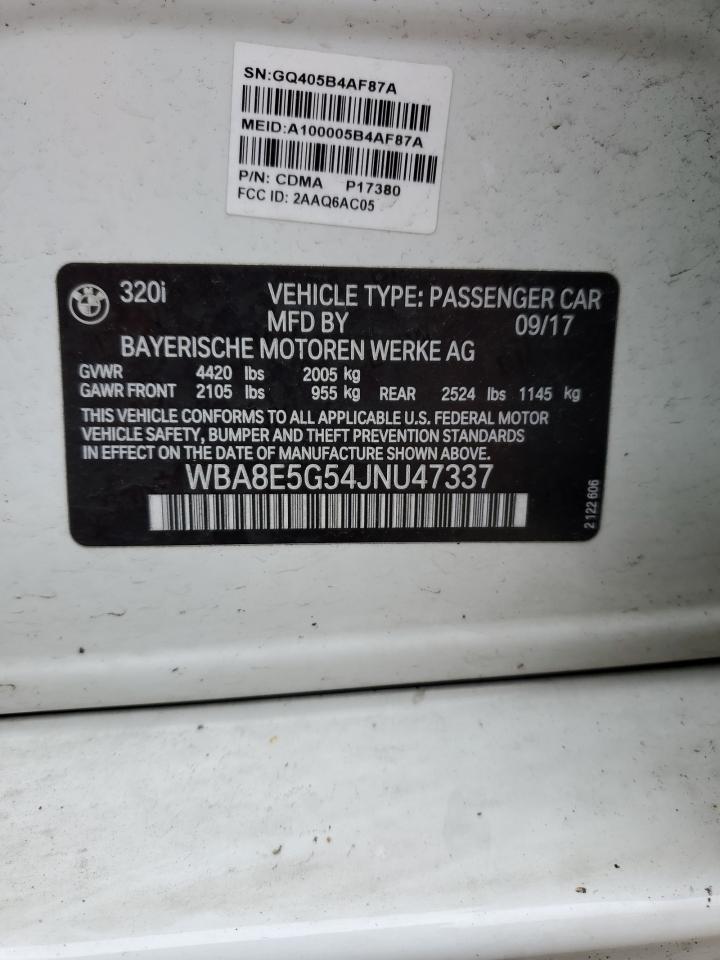 SN:GQ405B4AF87A
MEID:A100005B4AF87A
P/N: CDMA P17380
FCC ID: 2AAQ6AC05
320i VEHICLE TYPE: PASSENGER CAR
MFD BY 09/17
BAYERISCHE MOTOREN WERKE AG
GVWR 4420 lbs 2005 kg
GAWR FRONT 2105 lbs 955 kg REAR 2524 lbs 1145 kg
THIS VEHICLE CONFORMS TO ALL APPLICABLE U.S. FEDERAL MOTOR
VEHICLE SAFETY, BUMPER AND THEFT PREVENTION STANDARDS
IN EFFECT ON THE DATE OF MANUFACTURE SHOWN ABOVE.
WBA8E5G54JNU47337
2 122 606